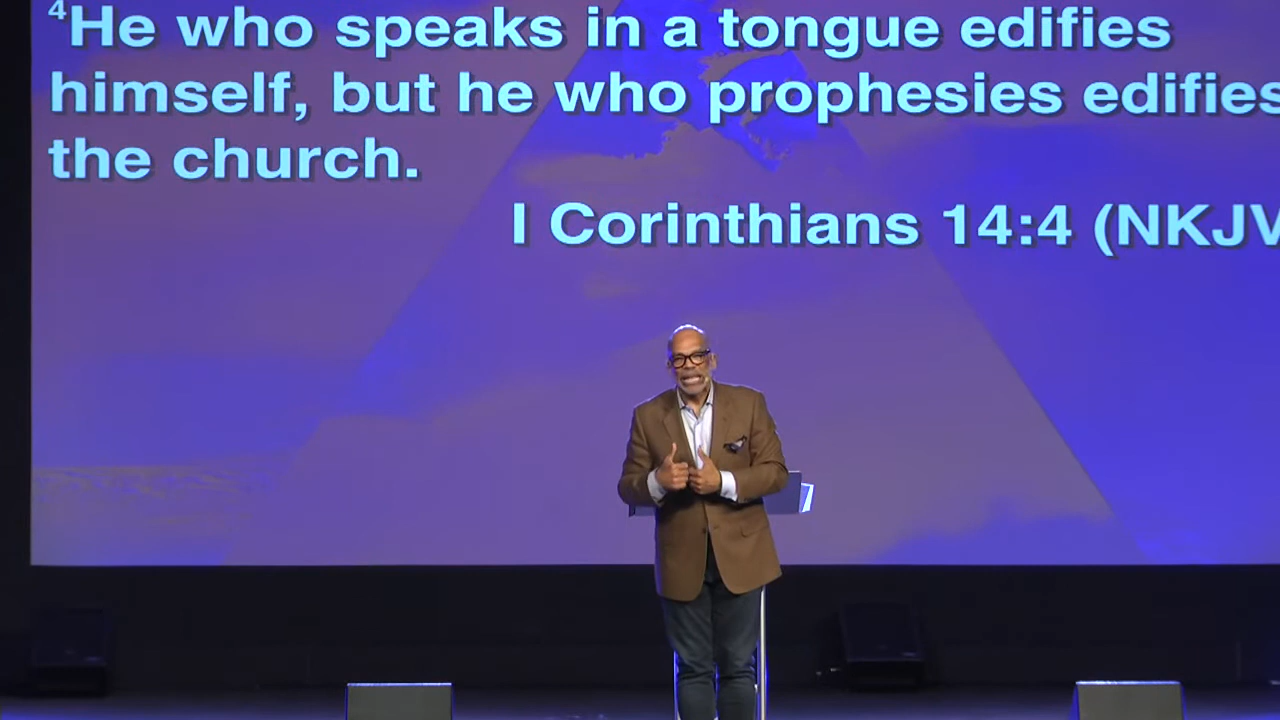 4He who speaks in a tongue edifies
himself, but he who prophesies edifies
the church.
I Corinthians 14:4 (NKJV